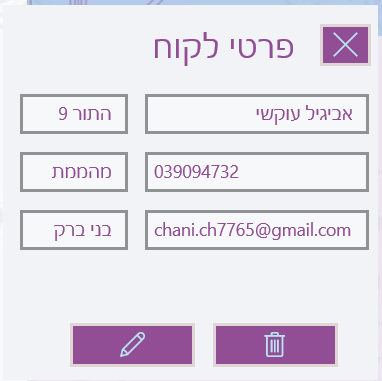 פרטי לקוח
אביגיל עוקשי
התור 9
039094732
מהממת
chani.ch7765@gmail.com
בני ברק